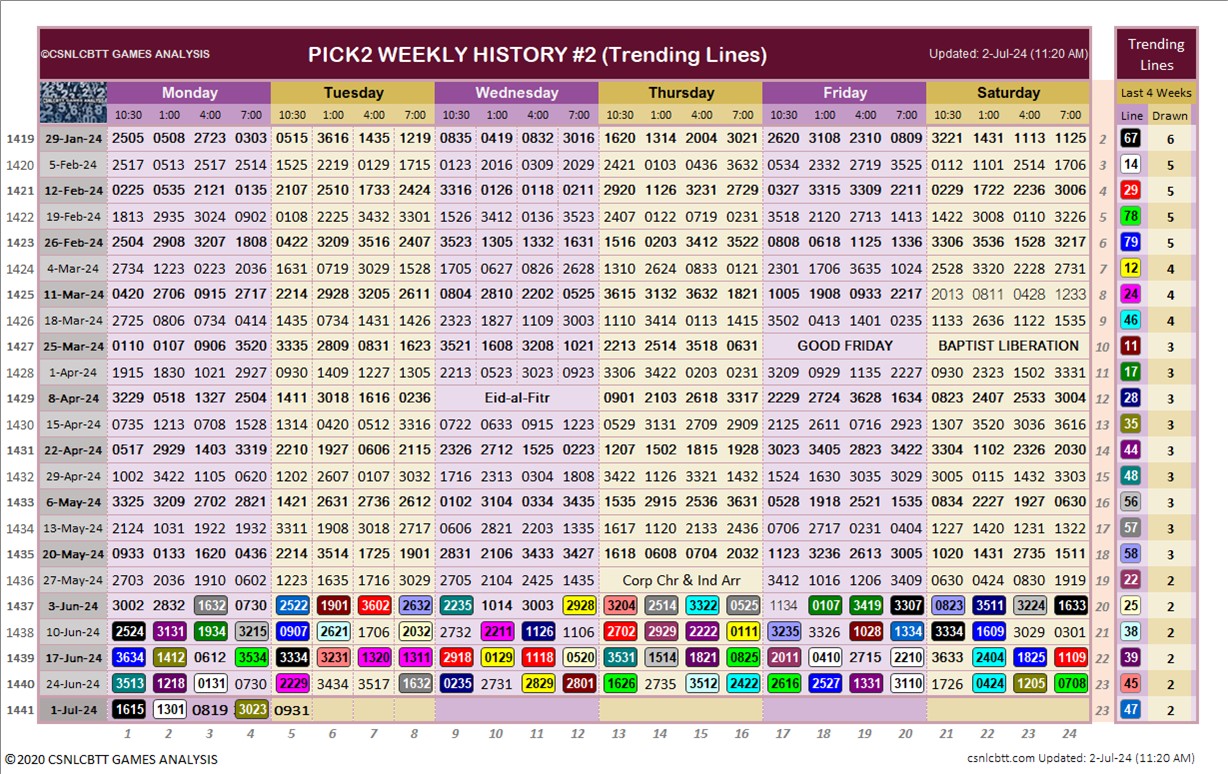 ©CSNLCBTT GAMES ANALYSIS PICK2 WEEKLY HISTORY #2 (Trending Lines) Updated: 2-Jul-24 (11:20 AM) Trending Lines
Monday Tuesday Wednesday Thursday Friday Saturday Last 4 Weeks
10:30 1:00 4:00 7:00 10:30 1:00 4:00 7:00 10:30 1:00 4:00 7:00 10:30 1:00 4:00 7:00 10:30 1:00 4:00 7:00 10:30 1:00 4:00 7:00 Line Drawn
1419 29-Jan-24 2505 0508 2723 0303 0515 3616 1435 1219 0835 0419 0832 3016 1620 1314 2004 3021 2620 3108 2310 0809 3221 1431 1113 1125 2 67 6
1420 5-Feb-24 2517 0513 2517 2514 1525 2219 0129 1715 0123 2016 0309 2029 2421 0103 0436 3632 0534 2332 2719 3525 0112 1101 2514 1706 3 14 5
1421 12-Feb-24 0225 0535 2121 0135 2107 2510 1733 2424 3316 0126 0118 0211 2920 1126 3231 2729 0327 3315 3309 2211 0229 1722 2236 3006 4 29 5
1422 19-Feb-24 1813 2935 3024 0902 0108 2225 3432 3301 1526 3412 0136 3523 2407 0122 0719 0231 3518 2120 2713 1413 1422 3008 0110 3226 5 78 5
1423 26-Feb-24 2504 2908 3207 1808 0422 3209 3516 2407 3523 1305 1332 1631 1516 0203 3412 3522 0808 0618 1125 1336 3306 3536 1528 3217 6 79 5
1424 4-Mar-24 2734 1223 0223 2036 1631 0719 3029 1528 1705 0627 0826 2628 1310 2624 0833 0121 2301 1706 3635 1024 2528 3320 2228 2731 7 12 4
1425 11-Mar-24 0420 2706 0915 2717 2214 2928 3205 2617 0804 2810 2202 0525 3615 3132 3632 1821 1005 1908 0933 2217 2013 0811 0428 1233 8 24 4
1426 18-Mar-24 2725 0806 0734 0414 1435 0734 1431 1426 2323 1827 1109 3003 1110 3414 0113 1415 3502 0413 1401 0235 1133 2636 1122 1535 9 46 4
1427 25-Mar-24 0110 0107 0906 3520 3335 2809 0831 1623 3521 1608 3208 1021 2213 2514 3518 0631 GOOD FRIDAY BAPTIST LIBERATION 10 11 3
1428 1-Apr-24 1915 1830 1021 2927 0930 1409 1227 1305 2213 0523 3023 0923 3306 3422 0203 0231 3209 0929 1135 2227 0930 2323 1502 3331 11 17 3
1429 8-Apr-24 3229 0518 1327 2504 1411 3018 1616 0236 Eid-al-Fitr 0901 2103 2618 3317 2229 2724 3628 1634 0823 2407 2533 3004 12 28 3
1430 15-Apr-24 0735 1213 0708 1528 1314 0420 0512 3319 0722 0633 0915 1223 0529 3131 2709 2909 2125 2611 0716 2923 1307 3520 3036 3616 13 35 3
1431 22-Apr-24 0517 2929 1403 3319 2210 1927 0606 2113 2326 2712 1525 0223 1207 1502 1815 1928 3023 3405 2823 3422 3304 1102 2326 2030 14 44 3
1432 29-Apr-24 1002 3422 1105 0620 1202 2607 0107 3032 1716 2313 0304 1808 3422 1126 3321 1432 1524 1630 3035 3029 3005 0115 1432 3303 15 48 3
1433 6-May-24 3325 3209 2702 2821 1421 2631 2736 2612 0102 3104 0334 3435 1535 2915 2536 3631 0528 1918 2521 1535 0834 2227 1927 0630 16 56 3
1434 13-May-24 2124 1031 1922 1932 3311 1908 3018 2717 0606 2821 2203 1335 1617 1120 2133 2436 0706 2717 0231 0404 1227 1420 1231 1322 17 57 3
1435 20-May-24 0933 0133 1620 0436 2214 3514 1725 1901 2831 2106 3433 3427 1618 0608 0704 2032 1123 3236 2613 3005 1020 1431 2735 1511 18 58 3
1436 27-May-24 2703 2036 1910 0602 1223 1635 1716 3029 2705 2104 2425 1435 Corp Chr & Ind Arr 3412 1016 1206 3409 0630 0424 0830 1919 19 22 2
1437 3-Jun-24 3002 2832 1632 0730 2522 1901 3602 2632 2235 1014 3003 2928 3204 2514 3322 0525 1134 0107 3419 3307 0823 3511 3224 1633 20 25 2
1438 10-Jun-24 2524 3131 1934 3215 0907 2621 1706 2032 2732 2211 1126 1106 2702 2929 2222 0111 3235 3326 1028 1334 3334 1609 3029 0301 21 38 2
1439 17-Jun-24 3634 1412 0612 3534 3334 3231 1320 1311 2918 0129 1118 0520 3531 1514 1821 0825 2011 0410 2715 2210 3633 2404 1825 1109 22 39 2
1440 24-Jun-24 3513 1218 0131 0730 2229 3434 3517 1632 0235 2731 2829 2801 1626 2735 3512 2422 2616 2527 1331 3110 1726 0424 1205 0708 23 45 2
1441 1-Jul-24 1615 1301 0819 3023 0931 23 47 2
1 2 3 4 5 6 7 8 9 10 11 12 13 14 15 16 17 18 19 20 21 22 23 24
©2020 CSNLCBTT GAMES ANALYSIS csnlcbtt.com Updated: 2-Jul-24 (11:20 AM)